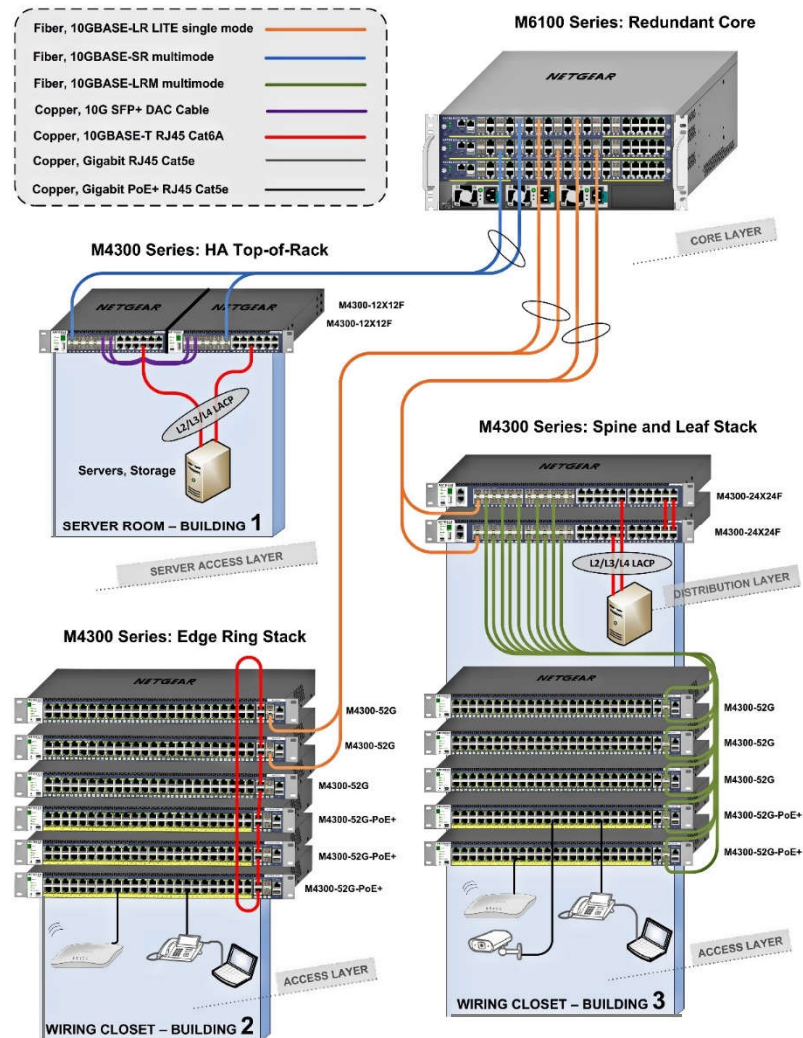 Fiber, 10GBASE-LR LITE single mode
Fiber, 10GBASE-SR multimode
Fiber, 10GBASE-LRM multimode
Copper, 10G SFP+ DAC Cable
Copper, 10GBASE-T RJ45 Cat6A
Copper, Gigabit RJ45 Cat5e
Copper, Gigabit PoE+ RJ45 Cat5e
M6100 Series: Redundant Core
NETGEAR
CORE LAYER
M4300 Series: HA Top-of-Rack
NETGEAR
NETGEAR
M4300-12X12F
M4300-12X12F
L2/L3/L4 LACP
Servers, Storage
SERVER ROOM – BUILDING 1
SERVER ACCESS LAYER
M4300 Series: Spine and Leaf Stack
NETGEAR
M4300-24X24F
M4300-24X24F
L2/L3/L4 LACP
DISTRIBUTION LAYER
M4300 Series: Edge Ring Stack
NETGEAR
M4300-52G
M4300-52G
M4300-52G
M4300-52G-PoE+
M4300-52G-PoE+
M4300-52G-PoE+
ACCESS LAYER
WIRING CLOSET – BUILDING 2
NETGEAR
M4300-52G
M4300-52G
M4300-52G
M4300-52G-PoE+
M4300-52G-PoE+
ACCESS LAYER
WIRING CLOSET – BUILDING 3